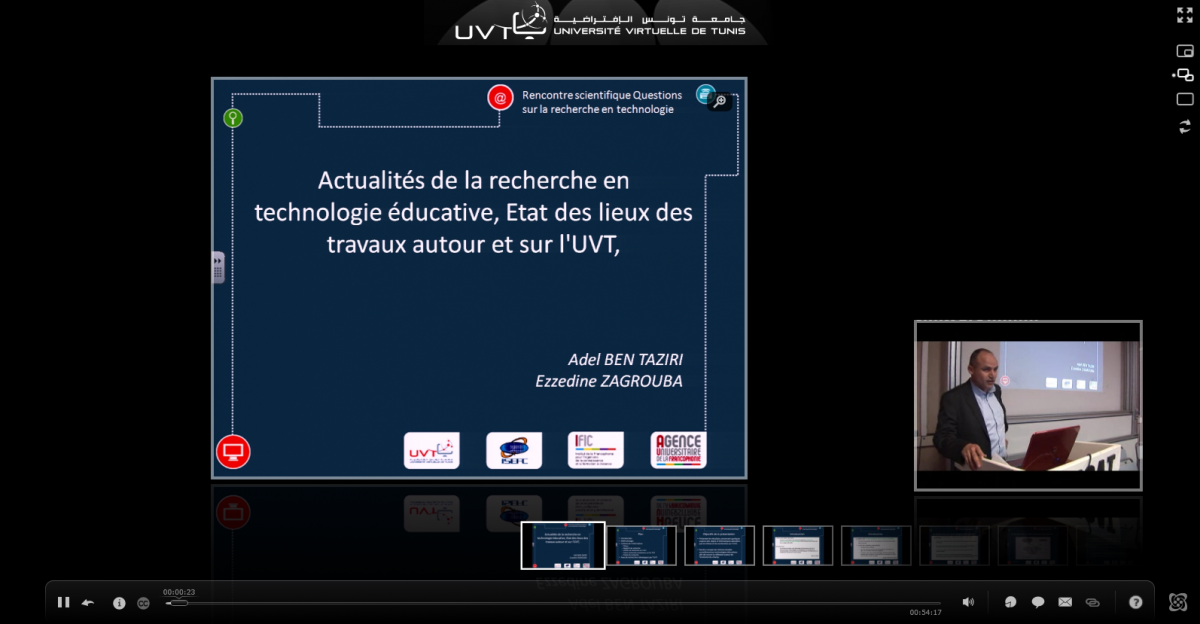 UVT
جامعة تونس الافتراضية
UNIVERSITÉ VIRTUELLE DE TUNIS
@
Rencontre scientifique Questions
sur la recherche en technologie
Actualités de la recherche en
technologie éducative, Etat des lieux des
travaux autour et sur l'UVT,
Adel BEN TAZIRI
Ezzedine ZAGROUBA
UVT
ISEFC
IFIC
AGENCE
UNIVERSITAIRE
DE LA FRANCOPHONIE
CC
00:00:23
00:54:17